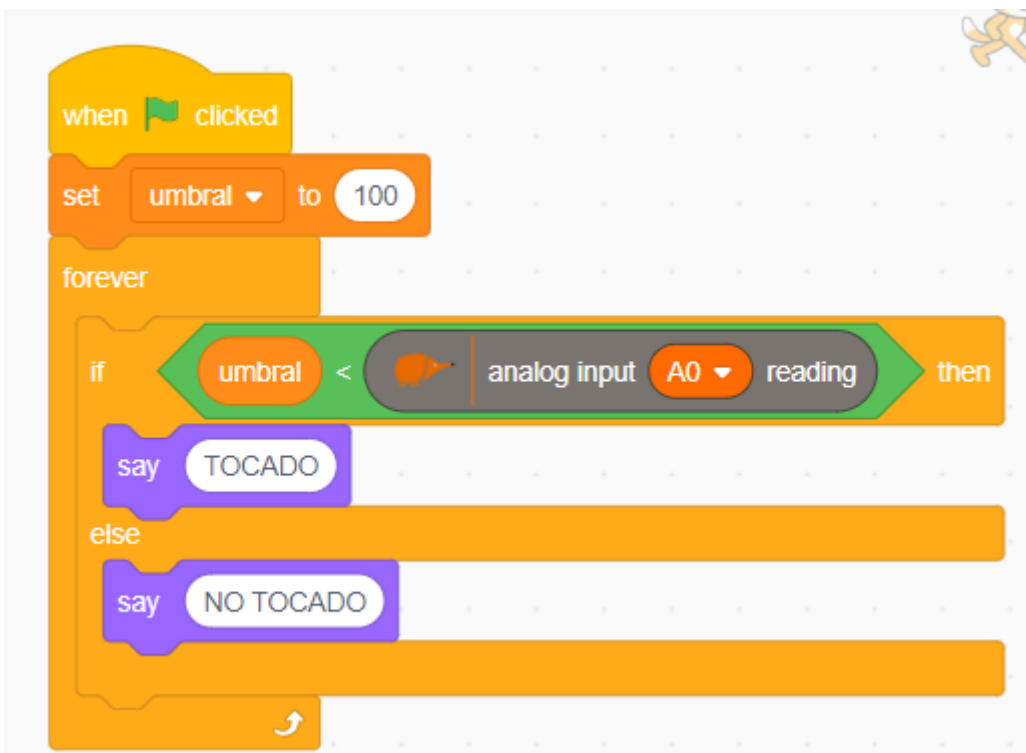 when clicked
set umbral to 100
forever
if umbral < analog input A0 reading then
say TOCADO
else
say NO TOCADO